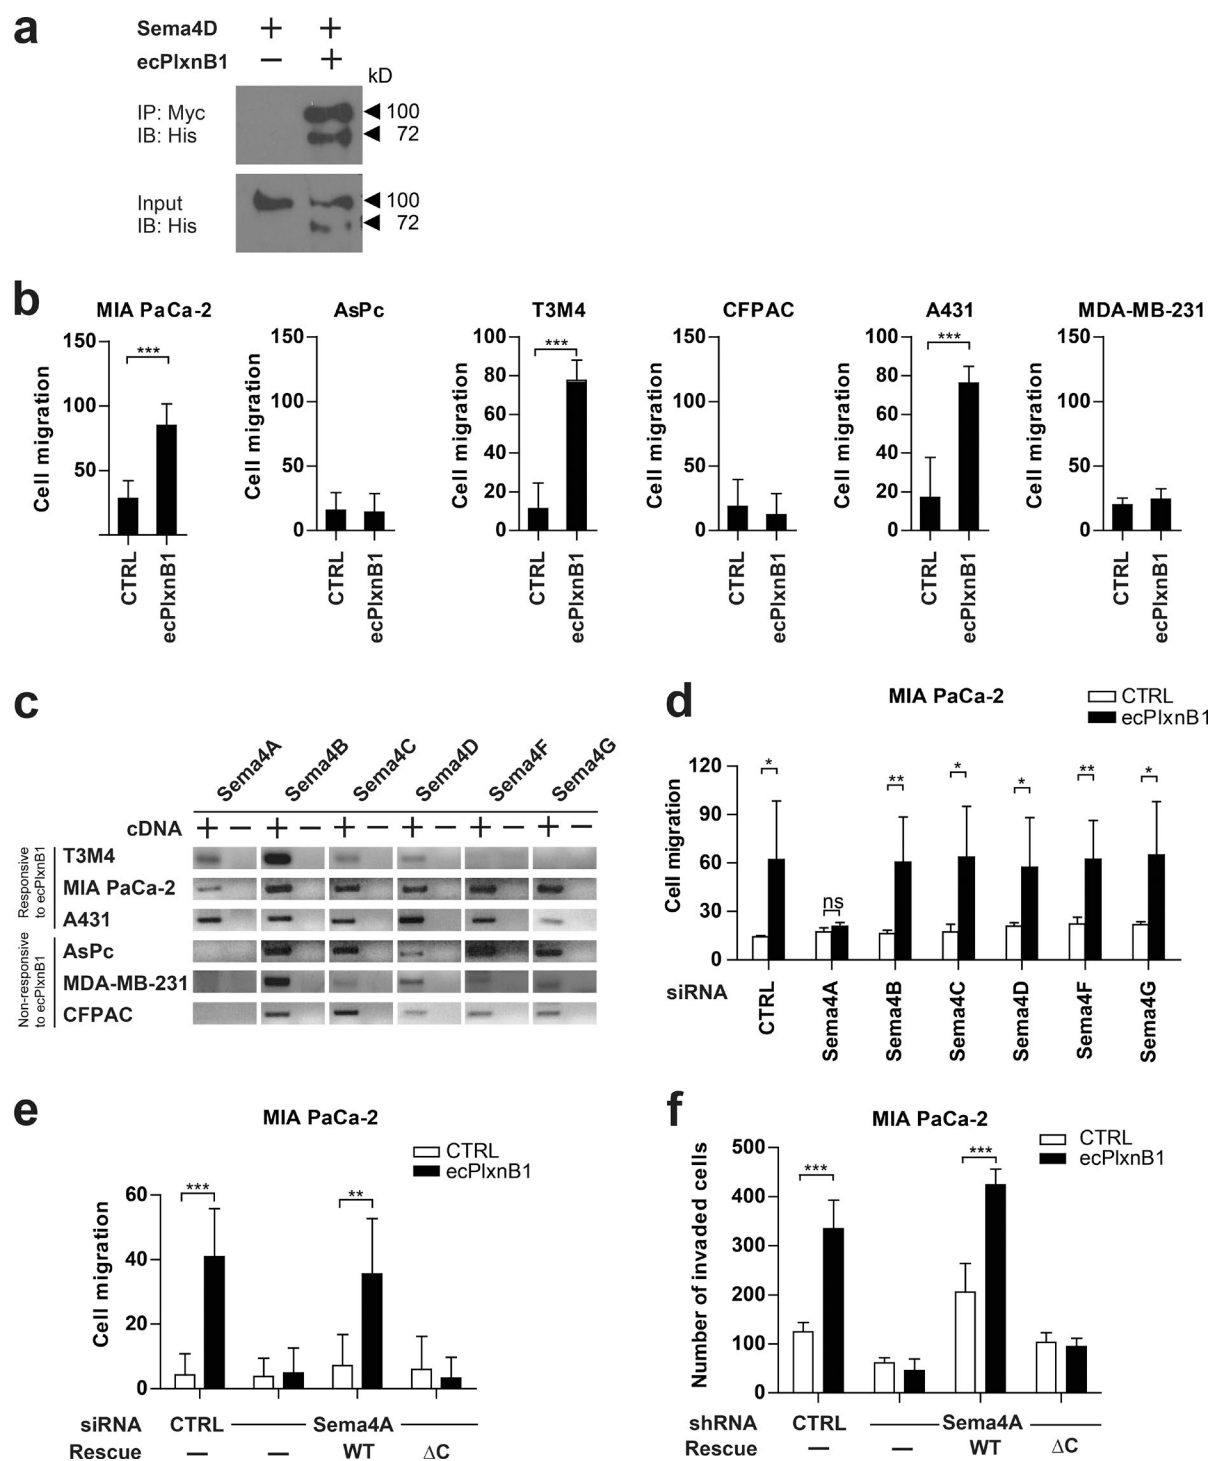 a
Sema4D + +
ecPlxnB1 − +
kD
IP: Myc
IB: His
100
72
Input
IB: His
100
72
b
MIA PaCa-2
AsPc
T3M4
CFPAC
A431
MDA-MB-231
Cell migration
150
100
50
***
CTRL
ecPlxnB1
Cell migration
150
100
50
0
CTRL
ecPlxnB1
Cell migration
100
80
60
40
20
0
***
CTRL
ecPlxnB1
Cell migration
150
100
50
0
CTRL
ecPlxnB1
Cell migration
100
80
60
40
20
0
***
CTRL
ecPlxnB1
Cell migration
150
100
50
0
CTRL
ecPlxnB1
c
Sema4A Sema4B Sema4C Sema4D Sema4F Sema4G
cDNA + − + − + − + − + − + −
Responsive
to ecPlxnB1
T3M4
MIA PaCa-2
A431
Non-responsive
to ecPlxnB1
AsPc
MDA-MB-231
CFPAC
d
MIA PaCa-2
CTRL
ecPlxnB1
Cell migration
120
90
60
30
0
* ns ** * * ** *
siRNA
CTRL
Sema4A
Sema4B
Sema4C
Sema4D
Sema4F
Sema4G
e
MIA PaCa-2
CTRL
ecPlxnB1
Cell migration
60
40
20
0
*** **
siRNA CTRL Sema4A
Rescue − − WT ΔC
f
MIA PaCa-2
CTRL
ecPlxnB1
Number of invaded cells
500
400
300
200
100
0
*** ***
shRNA CTRL Sema4A
Rescue − − WT ΔC